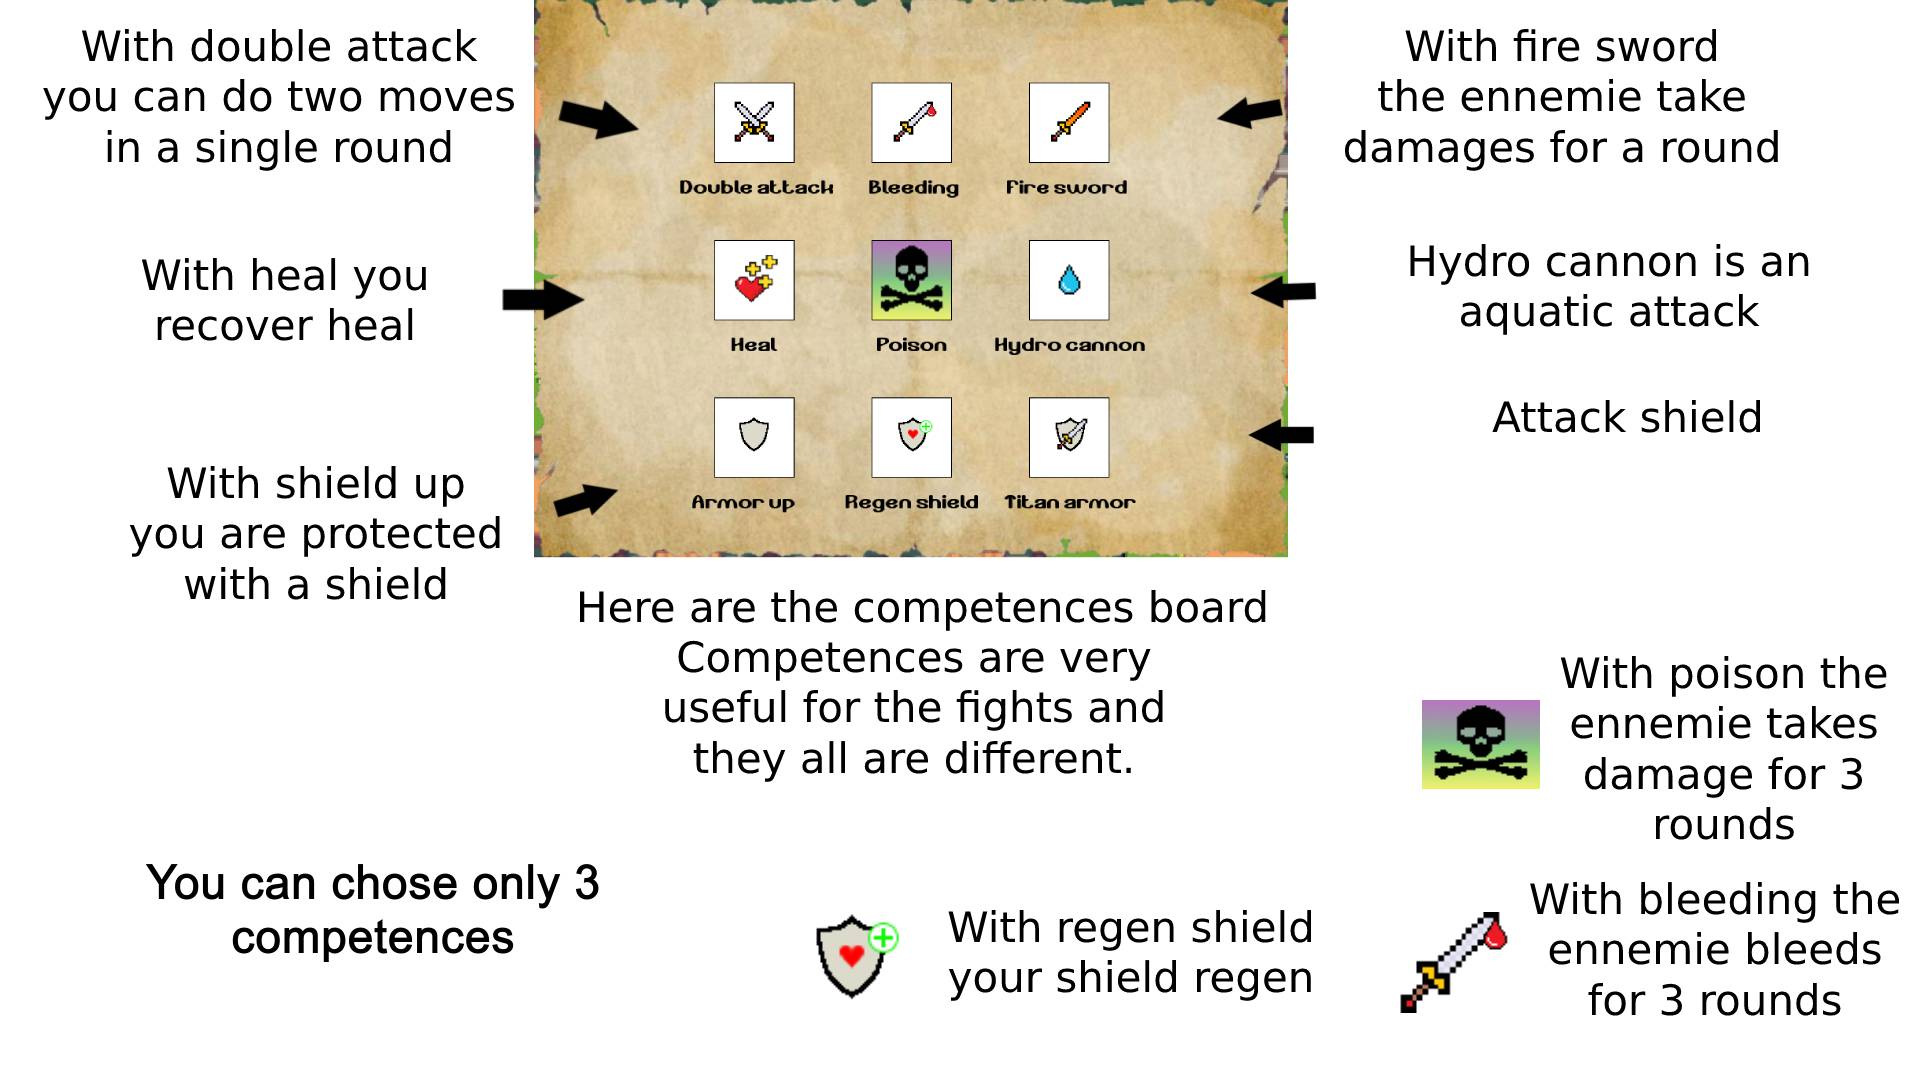 With double attack
you can do two moves
in a single round
With heal you
recover heal
With shield up
you are protected
with a shield
Double attack
Bleeding
Fire sword
Heal
Poison
Hydro cannon
Armor up
Regen shield
Titan armor
With fire sword
the ennemie take
damages for a round
Hydro cannon is an
aquatic attack
Attack shield
Here are the competences board
Competences are very
useful for the fights and
they all are different.
With poison the
ennemie takes
damage for 3
rounds
You can chose only 3
competences
With regen shield
your shield regen
With bleeding the
ennemie bleeds
for 3 rounds